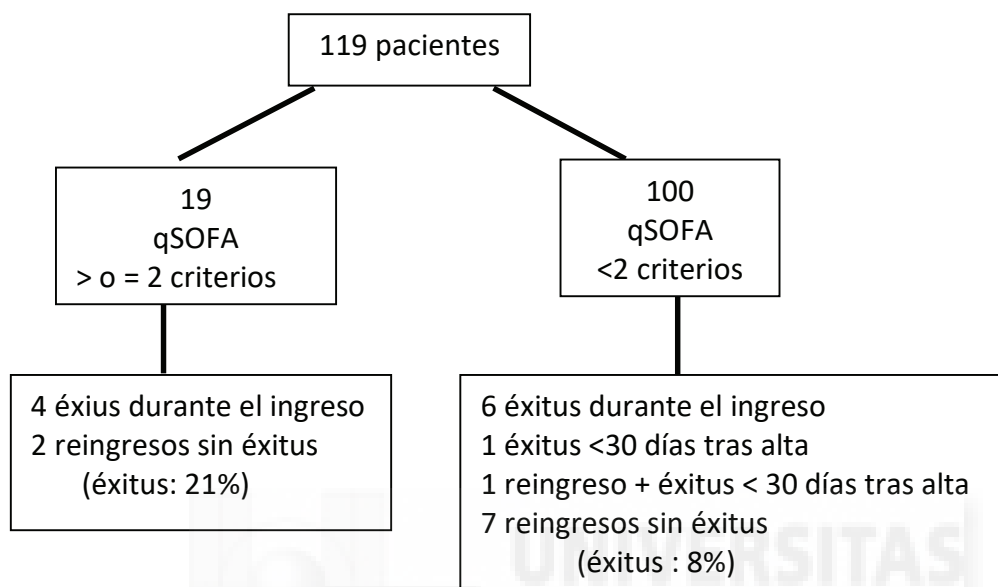 119 pacientes
19
qSOFA
> o = 2 criterios
100
qSOFA
<2 criterios
4 éxius durante el ingreso
2 reingresos sin éxitus
(éxitus: 21%)
6 éxitus durante el ingreso
1 éxitus <30 días tras alta
1 reingreso + éxitus < 30 días tras alta
7 reingresos sin éxitus
(éxitus : 8%)
UNIVERSITAS